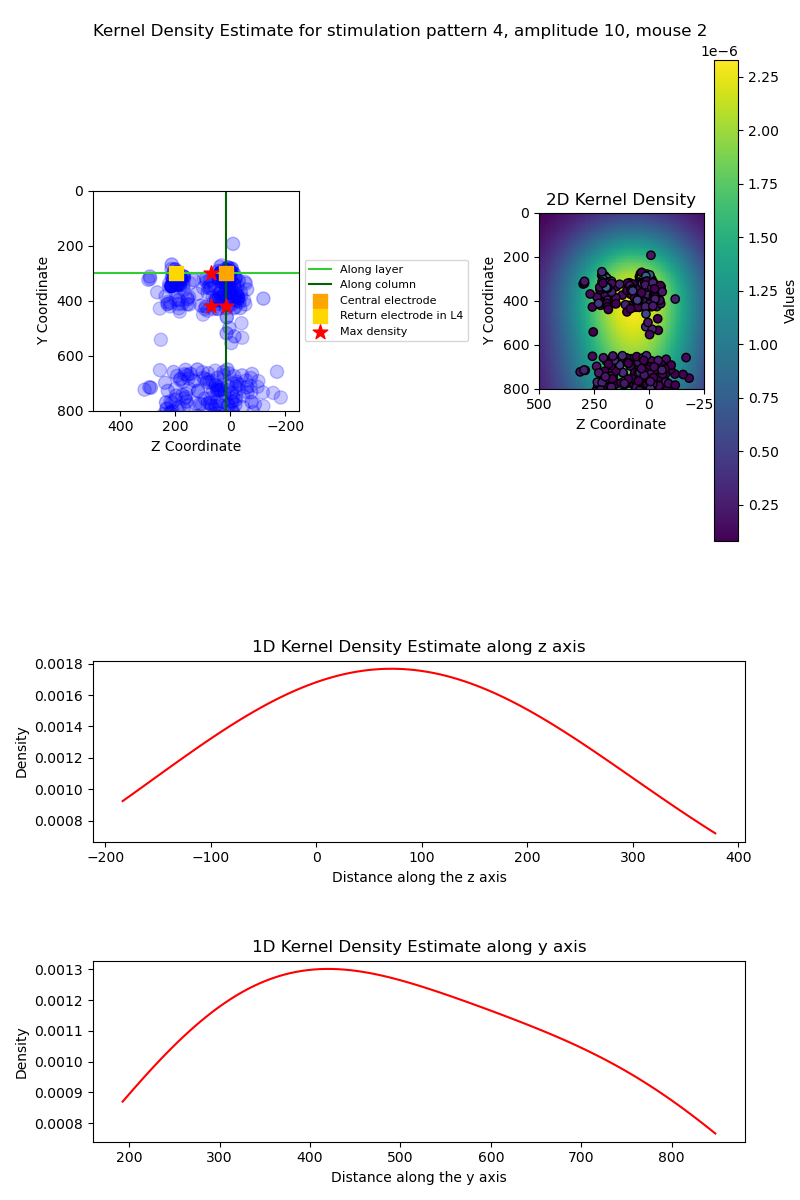 Kernel Density Estimate for stimulation pattern 4, amplitude 10, mouse 2
1e−6
0
200
400
600
800
Y Coordinate
400
200
0
−200
Z Coordinate
Along layer
Along column
Central electrode
Return electrode in L4
Max density
2D Kernel Density
0
200
400
600
800
Y Coordinate
500
250
0
−25
Z Coordinate
2.25
2.00
1.75
1.50
1.25
1.00
0.75
0.50
0.25
Values
1D Kernel Density Estimate along z axis
0.0018
0.0016
0.0014
0.0012
0.0010
0.0008
Density
−200
−100
0
100
200
300
400
Distance along the z axis
1D Kernel Density Estimate along y axis
0.0013
0.0012
0.0011
0.0010
0.0009
0.0008
Density
200
300
400
500
600
700
800
Distance along the y axis